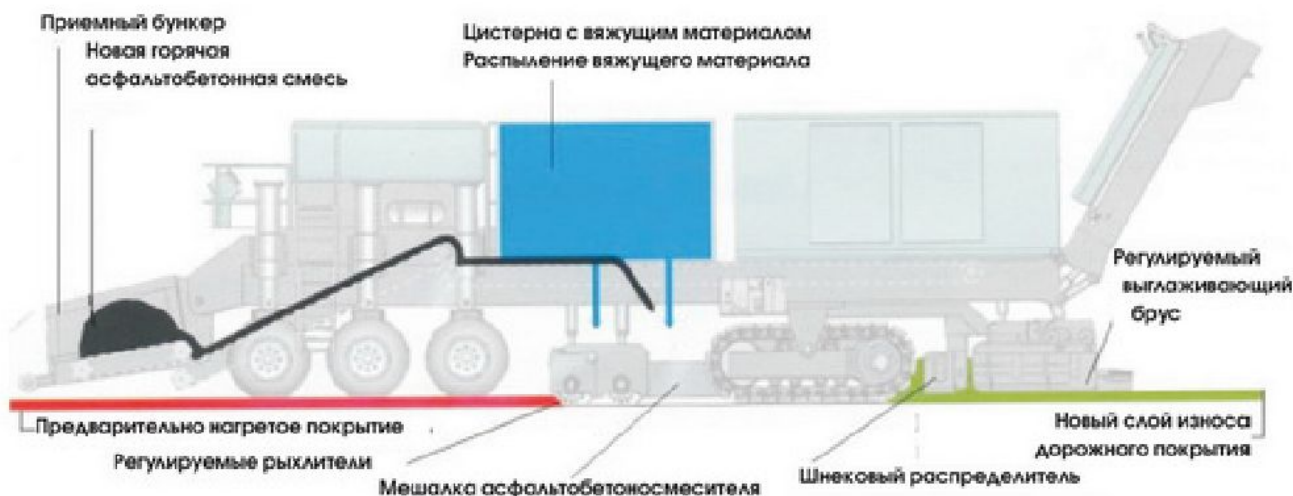 Приемный бункер
Новая горячая
асфальтобетонная смесь
Цистерна с вяжущим материалом
Распыление вяжущего материала
Регулируемый
выглаживающий
брус
Предварительно нагретое покрытие
Регулируемые рыхлители
Мешалка асфальтобетоносмесителя
Шнековый распределитель
Новый слой износа
дорожного покрытия